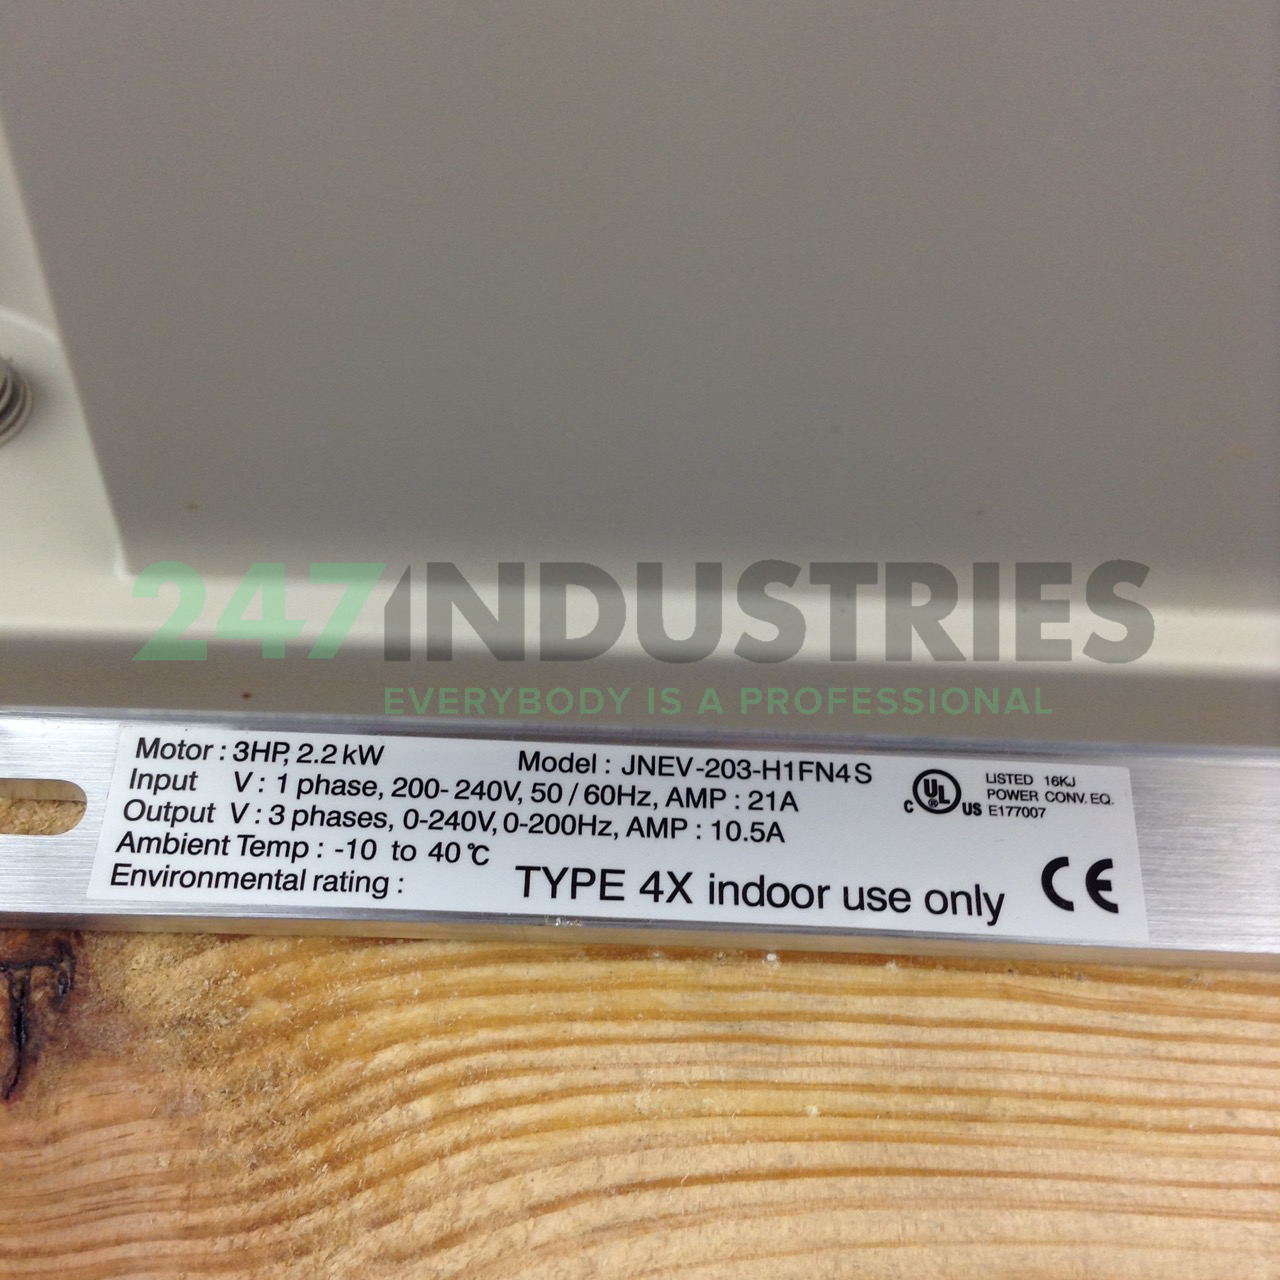 247INDUSTRIES
EVERYBODY IS A PROFESSIONAL
Motor : 3HP, 2.2 kW Model : JNEV-203-H1FN4S
Input V : 1 phase, 200-240V, 50 / 60Hz, AMP : 21A
Output V : 3 phases, 0-240V, 0-200Hz, AMP : 10.5A
Ambient Temp : -10 to 40℃
Environmental rating : TYPE 4X indoor use only
C UL ® US
LISTED 16KJ
POWER CONV. EQ.
E177007
CE